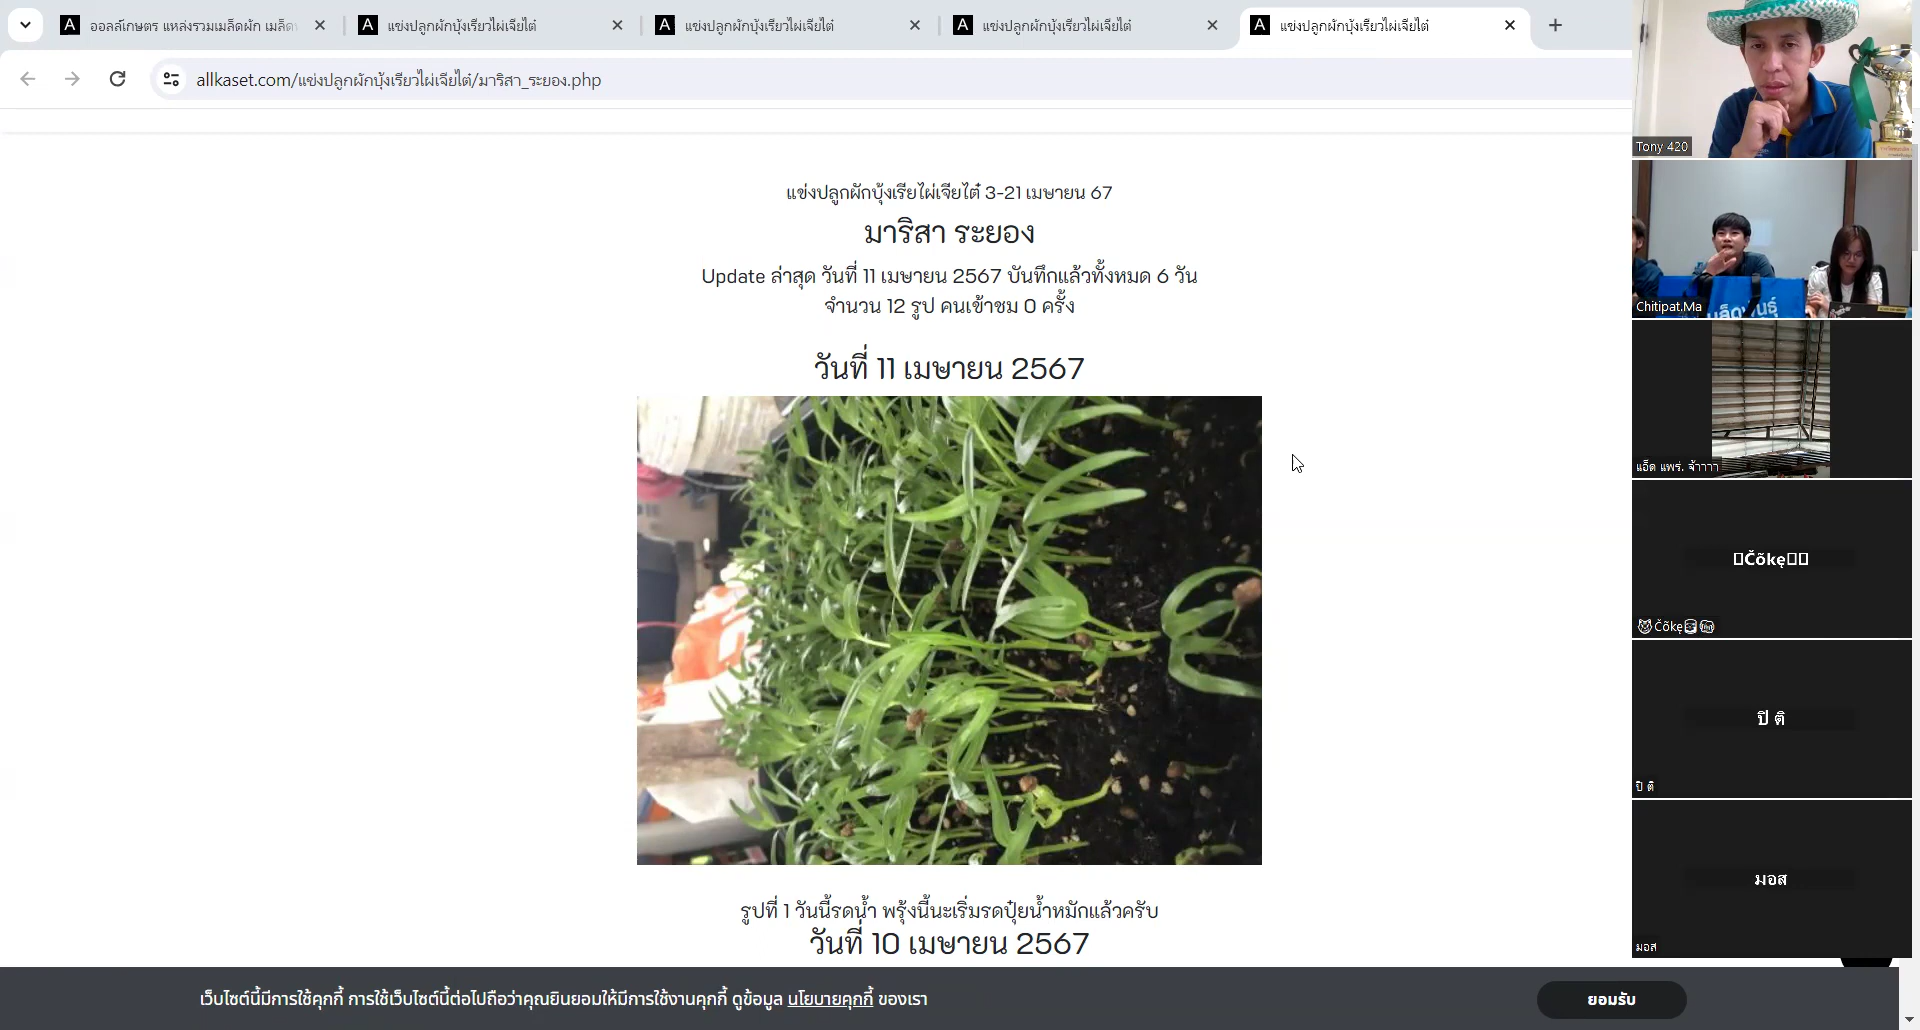 ออลล์เกษตร แหล่งรวมเมล็ดผัก เมล็ดพ
แข่งปลูกผักบุ้งเรียวไผ่เจียไต๋
แข่งปลูกผักบุ้งเรียวไผ่เจียไต๋
แข่งปลูกผักบุ้งเรียวไผ่เจียไต๋
แข่งปลูกผักบุ้งเรียวไผ่เจียไต๋
allkaset.com/แข่งปลูกผักบุ้งเรียวไผ่เจียไต๋/มาริสา_ระยอง.php
แข่งปลูกผักบุ้งเรียไผ่เจียไต๋ 3-21 เมษายน 67
มาริสา ระยอง
Update ล่าสุด วันที่ 11 เมษายน 2567 บันทึกแล้วทั้งหมด 6 วัน
จำนวน 12 รูป คนเข้าชม 0 ครั้ง
วันที่ 11 เมษายน 2567
รูปที่ 1 วันนี้รดน้ำ พรุ้งนี้นะเริ่มรดปุ๋ยน้ำหมักแล้วครับ
วันที่ 10 เมษายน 2567
เว็บไซต์นี้มีการใช้คุกกี้ การใช้เว็บไซต์นี้ต่อไปถือว่าคุณยินยอมให้มีการใช้งานคุกกี้ ดูข้อมูล นโยบายคุกกี้ ของเรา
ยอมรับ
Tony 420
Chitipat.Ma
แอ็ด แพร่. จ้าาาา
Čõkę
Čõkę
ปิ ติ
ปิ ติ
มอส
มอส